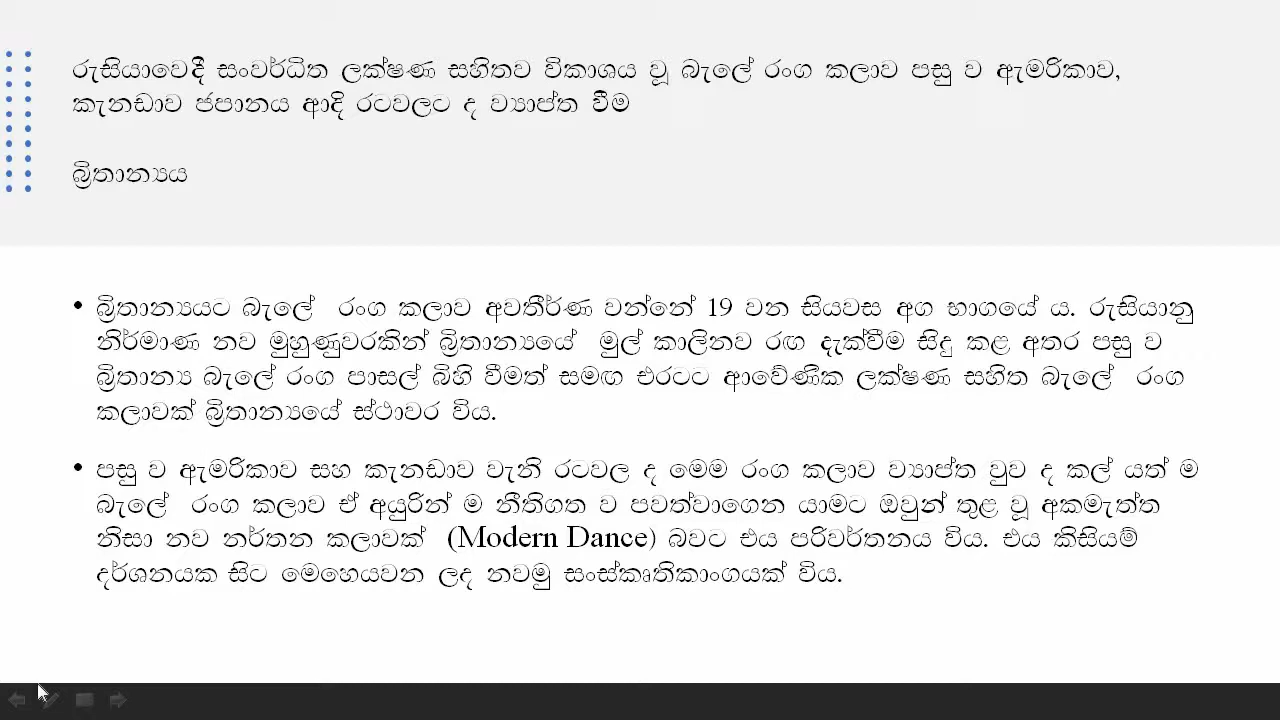 රුසියාවෙදී සංවර්ධිත ලක්ෂණ සහිතව විකාශය වූ බැලේ රංග කලාව පසු ව ඇමරිකාව,
කැනඩාව ජපානය ආදි රටවලට ද ව්‍යාප්ත වීම
බ්‍රිතාන්‍යය
• බ්‍රිතාන්‍යයට බැලේ රංග කලාව අවතීර්ණ වන්නේ 19 වන සියවස අග භාගයේ ය. රුසියානු
නිර්මාණ නව මුහුණුවරකින් බ්‍රිතාන්‍යයේ මුල් කාලිනව රඟ දැක්වීම සිදු කළ අතර පසු ව
බ්‍රිතාන්‍ය බැලේ රංග පාසල් බිහි වීමත් සමඟ එරටට ආවේණික ලක්ෂණ සහිත බැලේ රංග
කලාවක් බ්‍රිතාන්‍යයේ ස්ථාවර විය.
• පසු ව ඇමරිකාව සහ කැනඩාව වැනි රටවල ද මෙම රංග කලාව ව්‍යාප්ත වුව ද කල් යත් ම
බැලේ රංග කලාව ඒ අයුරින් ම නීතිගත ව පවත්වාගෙන යාමට ඔවුන් තුළ වූ අකමැත්ත
නිසා නව නර්තන කලාවක් (Modern Dance) බවට එය පරිවර්තනය විය. එය කිසියම්
දර්ශනයක සිට මෙහෙයවන ලද නවමු සංස්කෘතිකාංගයක් විය.